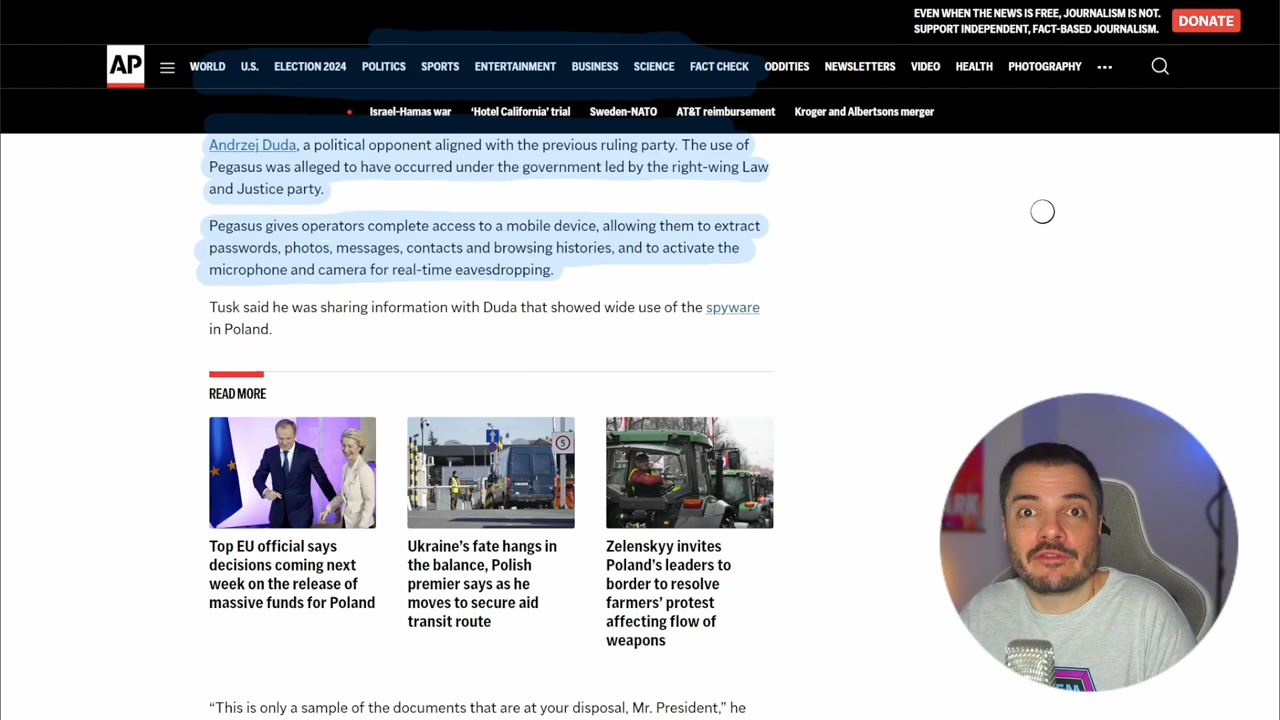 EVEN WHEN THE NEWS IS FREE, JOURNALISM IS NOT.
SUPPORT INDEPENDENT, FACT-BASED JOURNALISM.
DONATE
AP
WORLD U.S. ELECTION 2024 POLITICS SPORTS ENTERTAINMENT BUSINESS SCIENCE FACT CHECK ODDITIES NEWSLETTERS VIDEO HEALTH PHOTOGRAPHY
Israel-Hamas war ‘Hotel California’ trial Sweden-NATO AT&T reimbursement Kroger and Albertsons merger
Andrzej Duda, a political opponent aligned with the previous ruling party. The use of
Pegasus was alleged to have occurred under the government led by the right-wing Law
and Justice party.
Pegasus gives operators complete access to a mobile device, allowing them to extract
passwords, photos, messages, contacts and browsing histories, and to activate the
microphone and camera for real-time eavesdropping.
Tusk said he was sharing information with Duda that showed wide use of the spyware
in Poland.
READ MORE
Top EU official says
decisions coming next
week on the release of
massive funds for Poland
Ukraine’s fate hangs in
the balance, Polish
premier says as he
moves to secure aid
transit route
Zelenskyy invites
Poland’s leaders to
border to resolve
farmers’ protest
affecting flow of
weapons
“This is only a sample of the documents that are at your disposal, Mr. President,” he